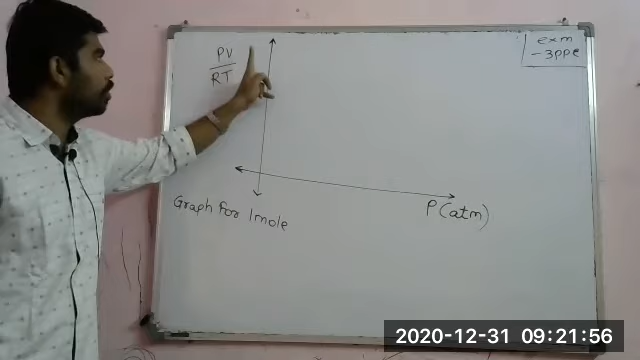 PV
RT
exm
-3ppe
P(atm)
Graph for 1mole
2020-12-31 09:21:56